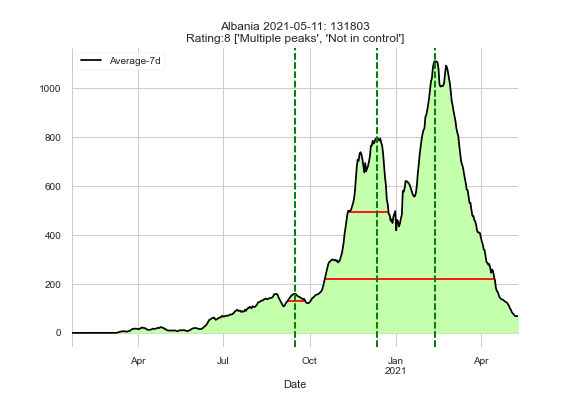 Albania 2021-05-11: 131803
Rating:8 ['Multiple peaks', 'Not in control']
Average-7d
1000
800
600
400
200
0
Apr
Jul
Oct
Jan
2021
Apr
Date